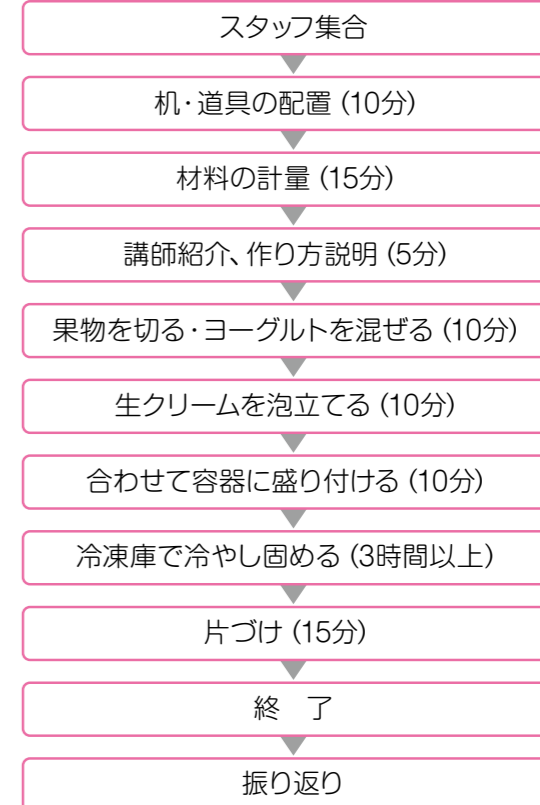 スタッフ集合
机・道具の配置（10分）
材料の計量（15分）
講師紹介、作り方説明（5分）
果物を切る・ヨーグルトを混ぜる（10分）
生クリームを泡立てる（10分）
合わせて容器に盛り付ける（10分）
冷凍庫で冷やし固める（3時間以上）
片づけ（15分）
終　了
振り返り